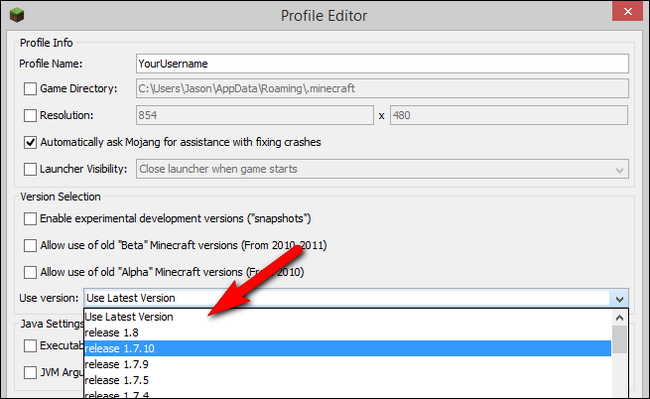 Profile Editor
Profile Info
Profile Name: YourUsername
Game Directory: C:\Users\Jason\AppData\Roaming\.minecraft
Resolution: 854 x 480
Automatically ask Mojang for assistance with fixing crashes
Launcher Visibility: Close launcher when game starts
Version Selection
Enable experimental development versions ("snapshots")
Allow use of old "Beta" Minecraft versions (From 2010-2011)
Allow use of old "Alpha" Minecraft versions (From 2010)
Use version: Use Latest Version
Use Latest Version
Java Settings
release 1.8
Executab
release 1.7.10
release 1.7.9
JVM Argu
release 1.7.5
release 1.7.4